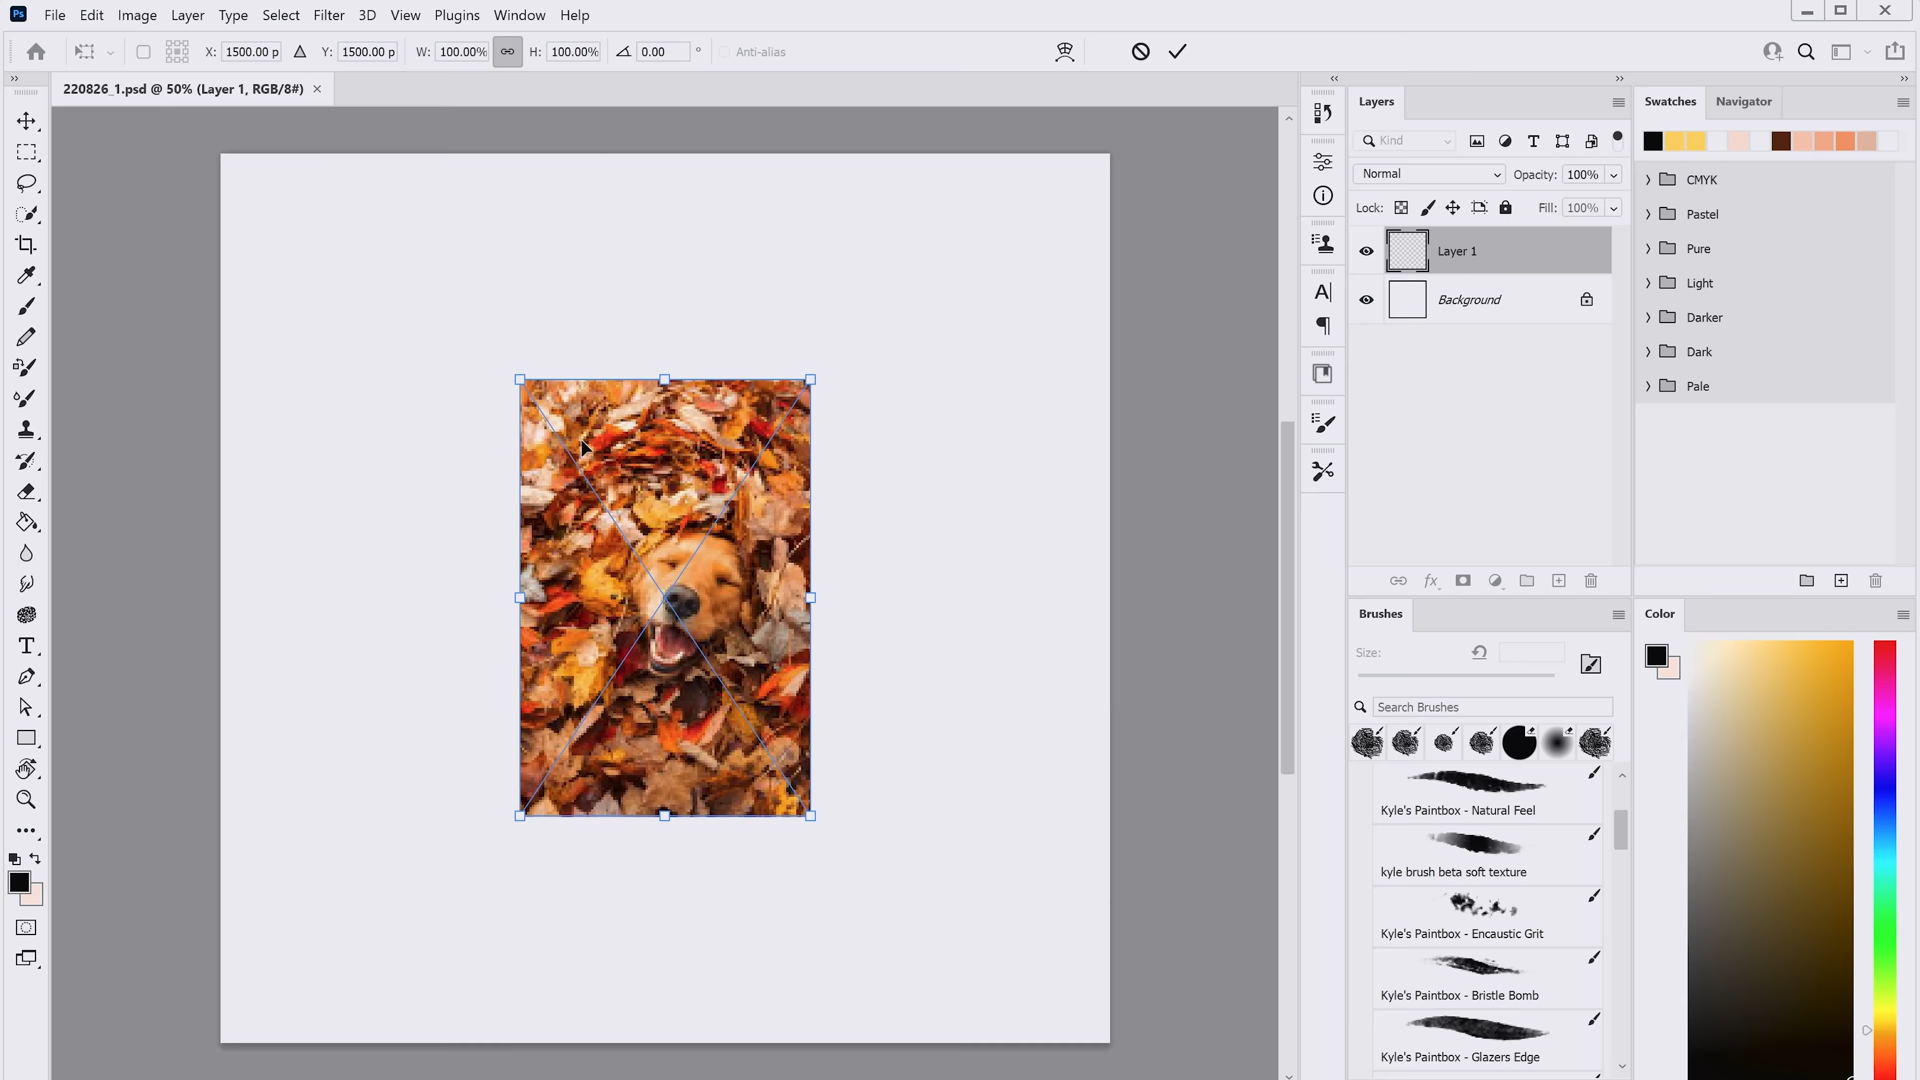 Ps File Edit Image Layer Type Select Filter 3D View Plugins Window Help
X: 1500.00 p Y: 1500.00 p W: 100.00% H: 100.00% 0.00 ° Anti-alias
220826_1.psd @ 50% (Layer 1, RGB/8#) ×
Layers
Kind
Normal Opacity: 100%
Lock: Fill: 100%
Layer 1
Background
Swatches Navigator
CMYK
Pastel
Pure
Light
Darker
Dark
Pale
Brushes
Size:
Search Brushes
Kyle's Paintbox - Natural Feel
kyle brush beta soft texture
Kyle's Paintbox - Encaustic Grit
Kyle's Paintbox - Bristle Bomb
Kyle's Paintbox - Glazers Edge
Color